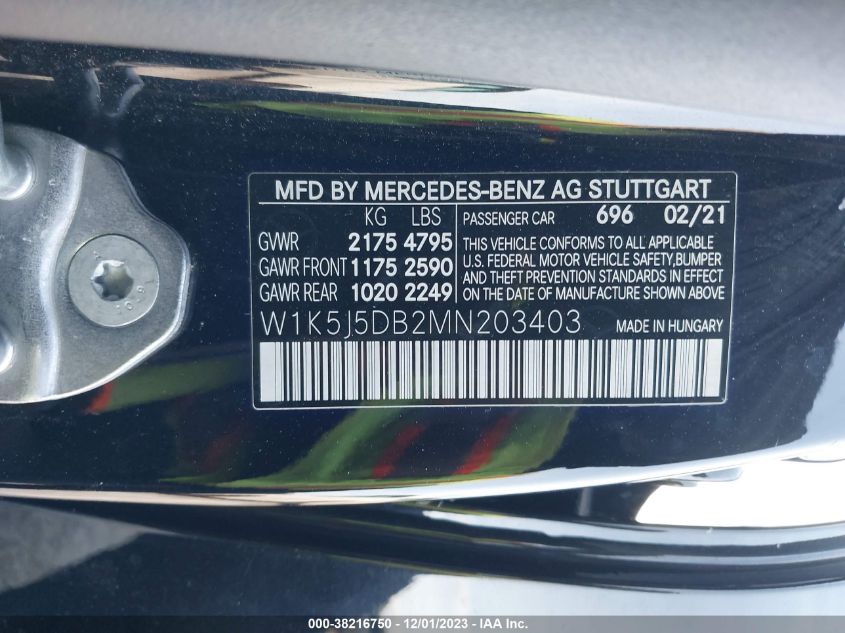 MFD BY MERCEDES-BENZ AG STUTTGART
KG LBS
GVWR 2175 4795
GAWR FRONT 1175 2590
GAWR REAR 1020 2249
PASSENGER CAR 696 02/21
THIS VEHICLE CONFORMS TO ALL APPLICABLE
U.S. FEDERAL MOTOR VEHICLE SAFETY,BUMPER
AND THEFT PREVENTION STANDARDS IN EFFECT
ON THE DATE OF MANUFACTURE SHOWN ABOVE
W1K5J5DB2MN203403 MADE IN HUNGARY
000-38216750 - 12/01/2023 - IAA Inc.